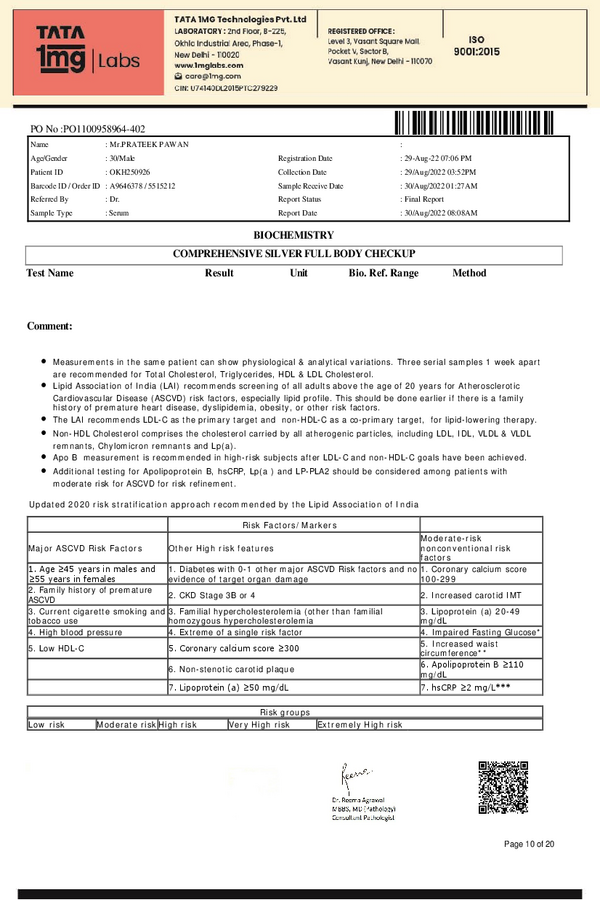 TATA
1mg | Labs
TATA 1MG Technologies Pvt. Ltd
LABORATORY : 2nd Floor, B-225,
Okhla Industrial Area, Phase-1,
New Delhi - 110020
www.1mglabs.com
care@1mg.com
CIN: U74140DL2015PTC279229
REGISTERED OFFICE :
Level 3, Vasant Square Mall,
Pocket V, Sector B,
Vasant Kunj, New Delhi - 110070
ISO
9001:2015
PO No :PO1100958964-402
Name : Mr.PRATEEK PAWAN :
Age/Gender : 30/Male Registration Date : 29-Aug-22 07:06 PM
Patient ID : OKH250926 Collection Date : 29/Aug/2022 03:52PM
Barcode ID / Order ID : A9646378 / 5515212 Sample Receive Date : 30/Aug/2022 01:27AM
Referred By : Dr. Report Status : Final Report
Sample Type : Serum Report Date : 30/Aug/2022 08:08AM
BIOCHEMISTRY
COMPREHENSIVE SILVER FULL BODY CHECKUP
Test Name Result Unit Bio. Ref. Range Method
Comment:
• Measurements in the same patient can show physiological & analytical variations. Three serial samples 1 week apart
are recommended for Total Cholesterol, Triglycerides, HDL & LDL Cholesterol.
• Lipid Association of India (LAI) recommends screening of all adults above the age of 20 years for Atherosclerotic
Cardiovascular Disease (ASCVD) risk factors, especially lipid profile. This should be done earlier if there is a family
history of premature heart disease, dyslipidemia, obesity, or other risk factors.
• The LAI recommends LDL-C as the primary target and non-HDL-C as a co-primary target, for lipid-lowering therapy.
• Non-HDL Cholesterol comprises the cholesterol carried by all atherogenic particles, including LDL, IDL, VLDL & VLDL
remnants, Chylomicron remnants and Lp(a).
• Apo B measurement is recommended in high-risk subjects after LDL-C and non-HDL-C goals have been achieved.
• Additional testing for Apolipoprotein B, hsCRP, Lp(a ) and LP-PLA2 should be considered among patients with
moderate risk for ASCVD for risk refinement.
Updated 2020 risk stratification approach recommended by the Lipid Association of India
Risk Factors/Markers
Major ASCVD Risk Factors Other High risk features Moderate-risk
nonconventional risk
factors
1. Age ≥45 years in males and 1. Diabetes with 0-1 other major ASCVD Risk factors and no 1. Coronary calcium score
≥55 years in females evidence of target organ damage 100-299
2. Family history of premature
ASCVD 2. CKD Stage 3B or 4 2. Increased carotid IMT
3. Current cigarette smoking and 3. Familial hypercholesterolemia (other than familial 3. Lipoprotein (a) 20-49
tobacco use homozygous hypercholesterolemia mg/dL
4. High blood pressure 4. Extreme of a single risk factor 4. Impaired Fasting Glucose*
5. Low HDL-C 5. Coronary calcium score ≥300 5. Increased waist
circumference**
6. Non-stenotic carotid plaque 6. Apolipoprotein B ≥110
mg/dL
7. Lipoprotein (a) ≥50 mg/dL 7. hsCRP ≥2 mg/L***
Risk groups
Low risk Moderate risk High risk Very High risk Extremely High risk
Reema
Dr. Reema Agrawal
MBBS, MD (Pathology)
Consultant Pathologist
Page 10 of 20